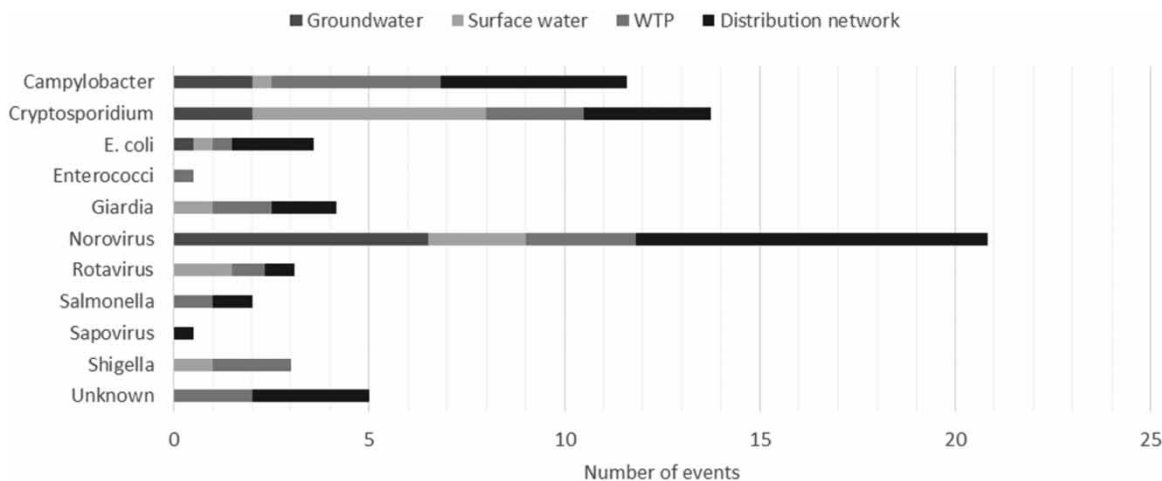 Groundwater Surface water WTP Distribution network
Campylobacter
Cryptosporidium
E. coli
Enterococci
Giardia
Norovirus
Rotavirus
Salmonella
Sapovirus
Shigella
Unknown
0 5 10 15 20 25
Number of events